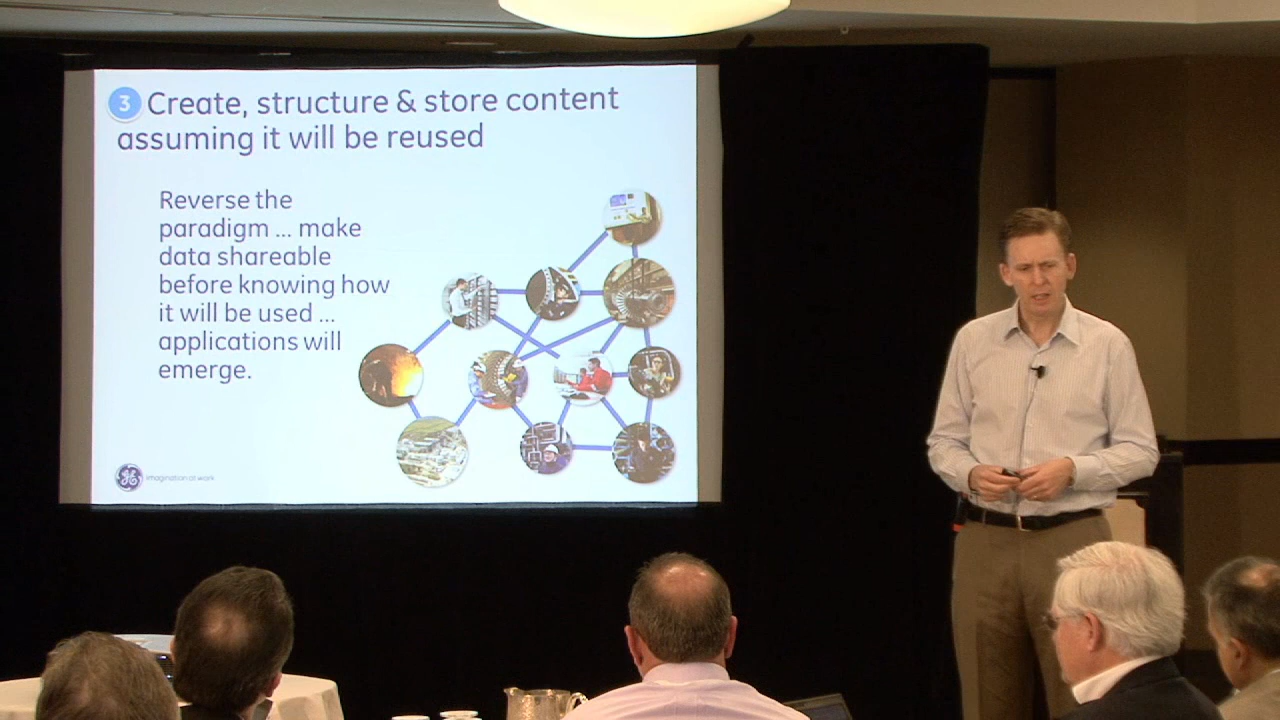 3 Create, structure & store content
assuming it will be reused
Reverse the
paradigm ... make
data shareable
before knowing how
it will be used ...
applications will
emerge.
GE imagination at work